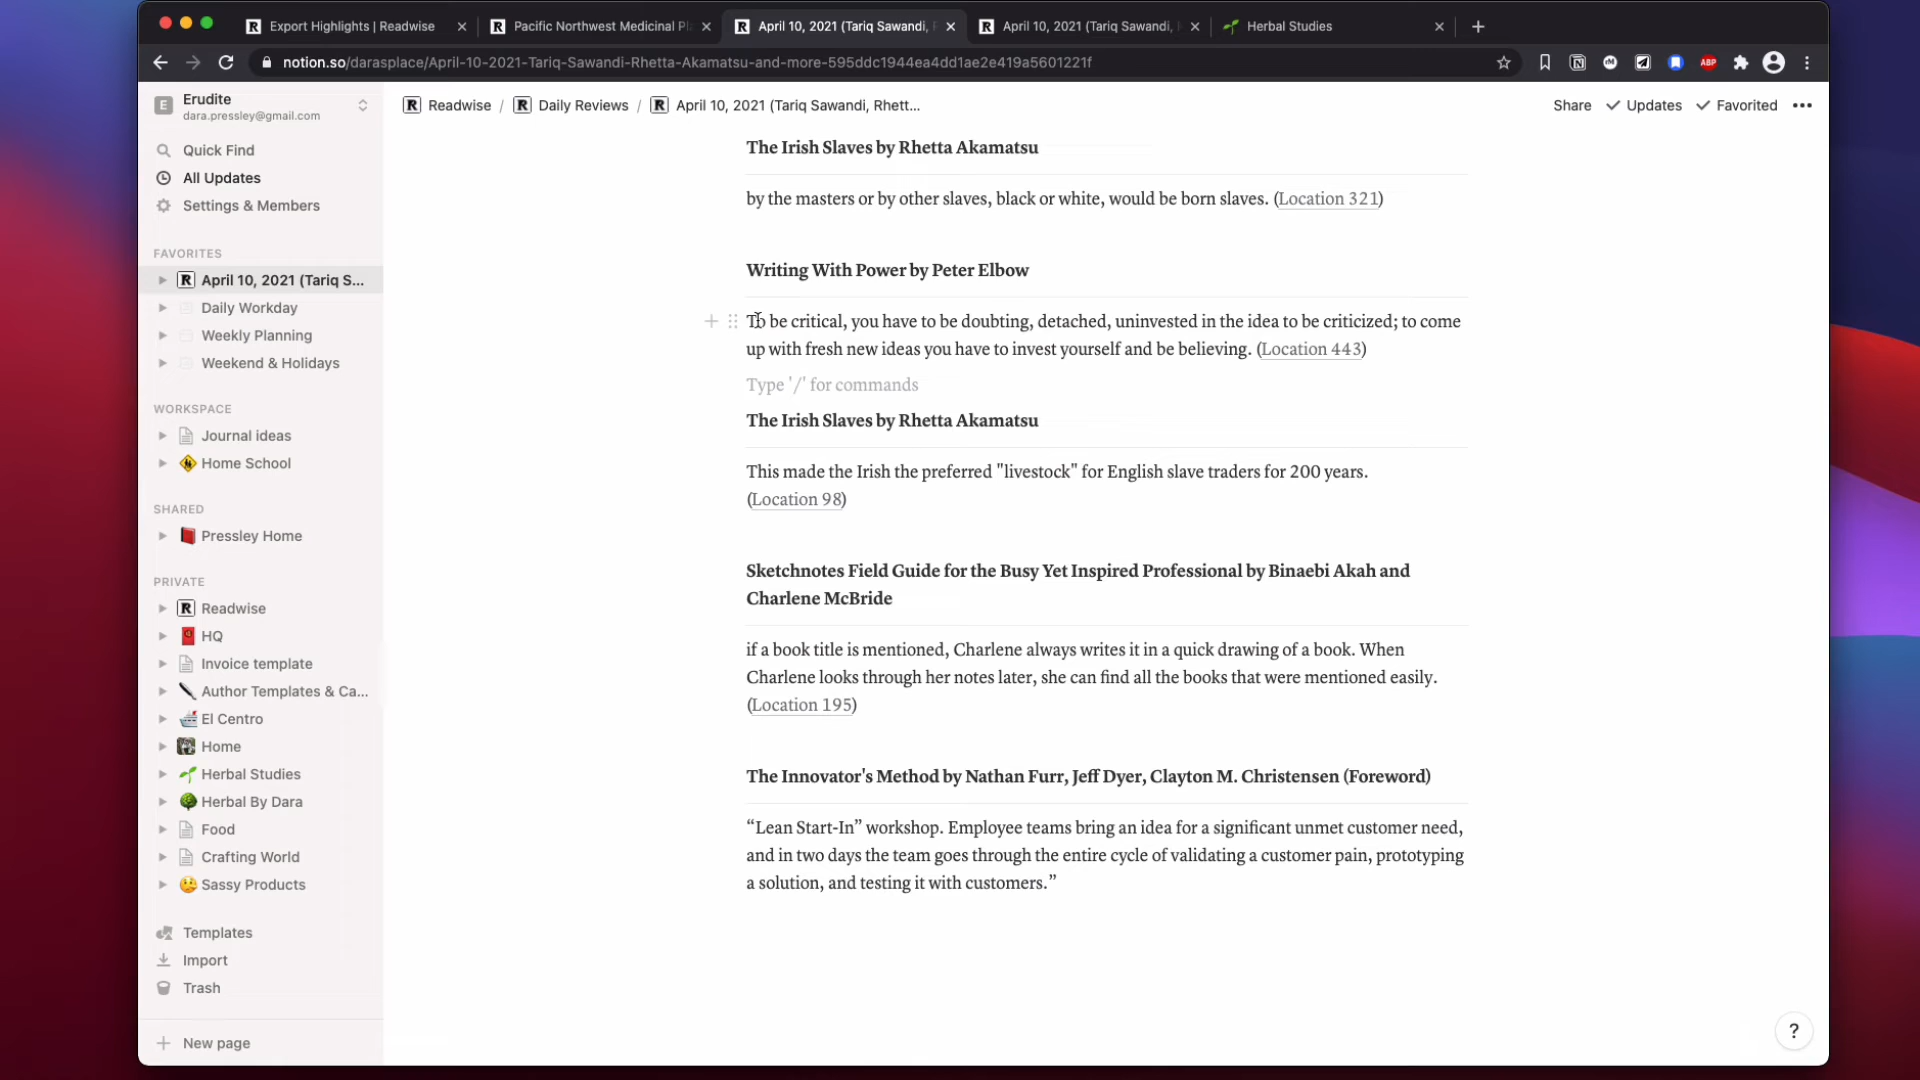 Export Highlights | Readwise
Pacific Northwest Medicinal Pl
April 10, 2021 (Tariq Sawandi,
April 10, 2021 (Tariq Sawandi,
Herbal Studies
notion.so/darasplace/April-10-2021-Tariq-Sawandi-Rhetta-Akamatsu-and-more-595ddc1944ea4dd1ae2e419a5601221f
ABP
E
Erudite
dara.pressley@gmail.com
Readwise / Daily Reviews / April 10, 2021 (Tariq Sawandi, Rhett...
Share
Updates
Favorited
Quick Find
All Updates
Settings & Members
FAVORITES
April 10, 2021 (Tariq S...
Daily Workday
Weekly Planning
Weekend & Holidays
WORKSPACE
Journal ideas
Home School
SHARED
Pressley Home
PRIVATE
Readwise
HQ
Invoice template
Author Templates & Ca...
El Centro
Home
Herbal Studies
Herbal By Dara
Food
Crafting World
Sassy Products
Templates
Import
Trash
New page
The Irish Slaves by Rhetta Akamatsu
by the masters or by other slaves, black or white, would be born slaves. (Location 321)
Writing With Power by Peter Elbow
To be critical, you have to be doubting, detached, uninvested in the idea to be criticized; to come
up with fresh new ideas you have to invest yourself and be believing. (Location 443)
Type '/' for commands
The Irish Slaves by Rhetta Akamatsu
This made the Irish the preferred "livestock" for English slave traders for 200 years.
(Location 98)
Sketchnotes Field Guide for the Busy Yet Inspired Professional by Binaebi Akah and
Charlene McBride
if a book title is mentioned, Charlene always writes it in a quick drawing of a book. When
Charlene looks through her notes later, she can find all the books that were mentioned easily.
(Location 195)
The Innovator's Method by Nathan Furr, Jeff Dyer, Clayton M. Christensen (Foreword)
“Lean Start-In” workshop. Employee teams bring an idea for a significant unmet customer need,
and in two days the team goes through the entire cycle of validating a customer pain, prototyping
a solution, and testing it with customers.”
?